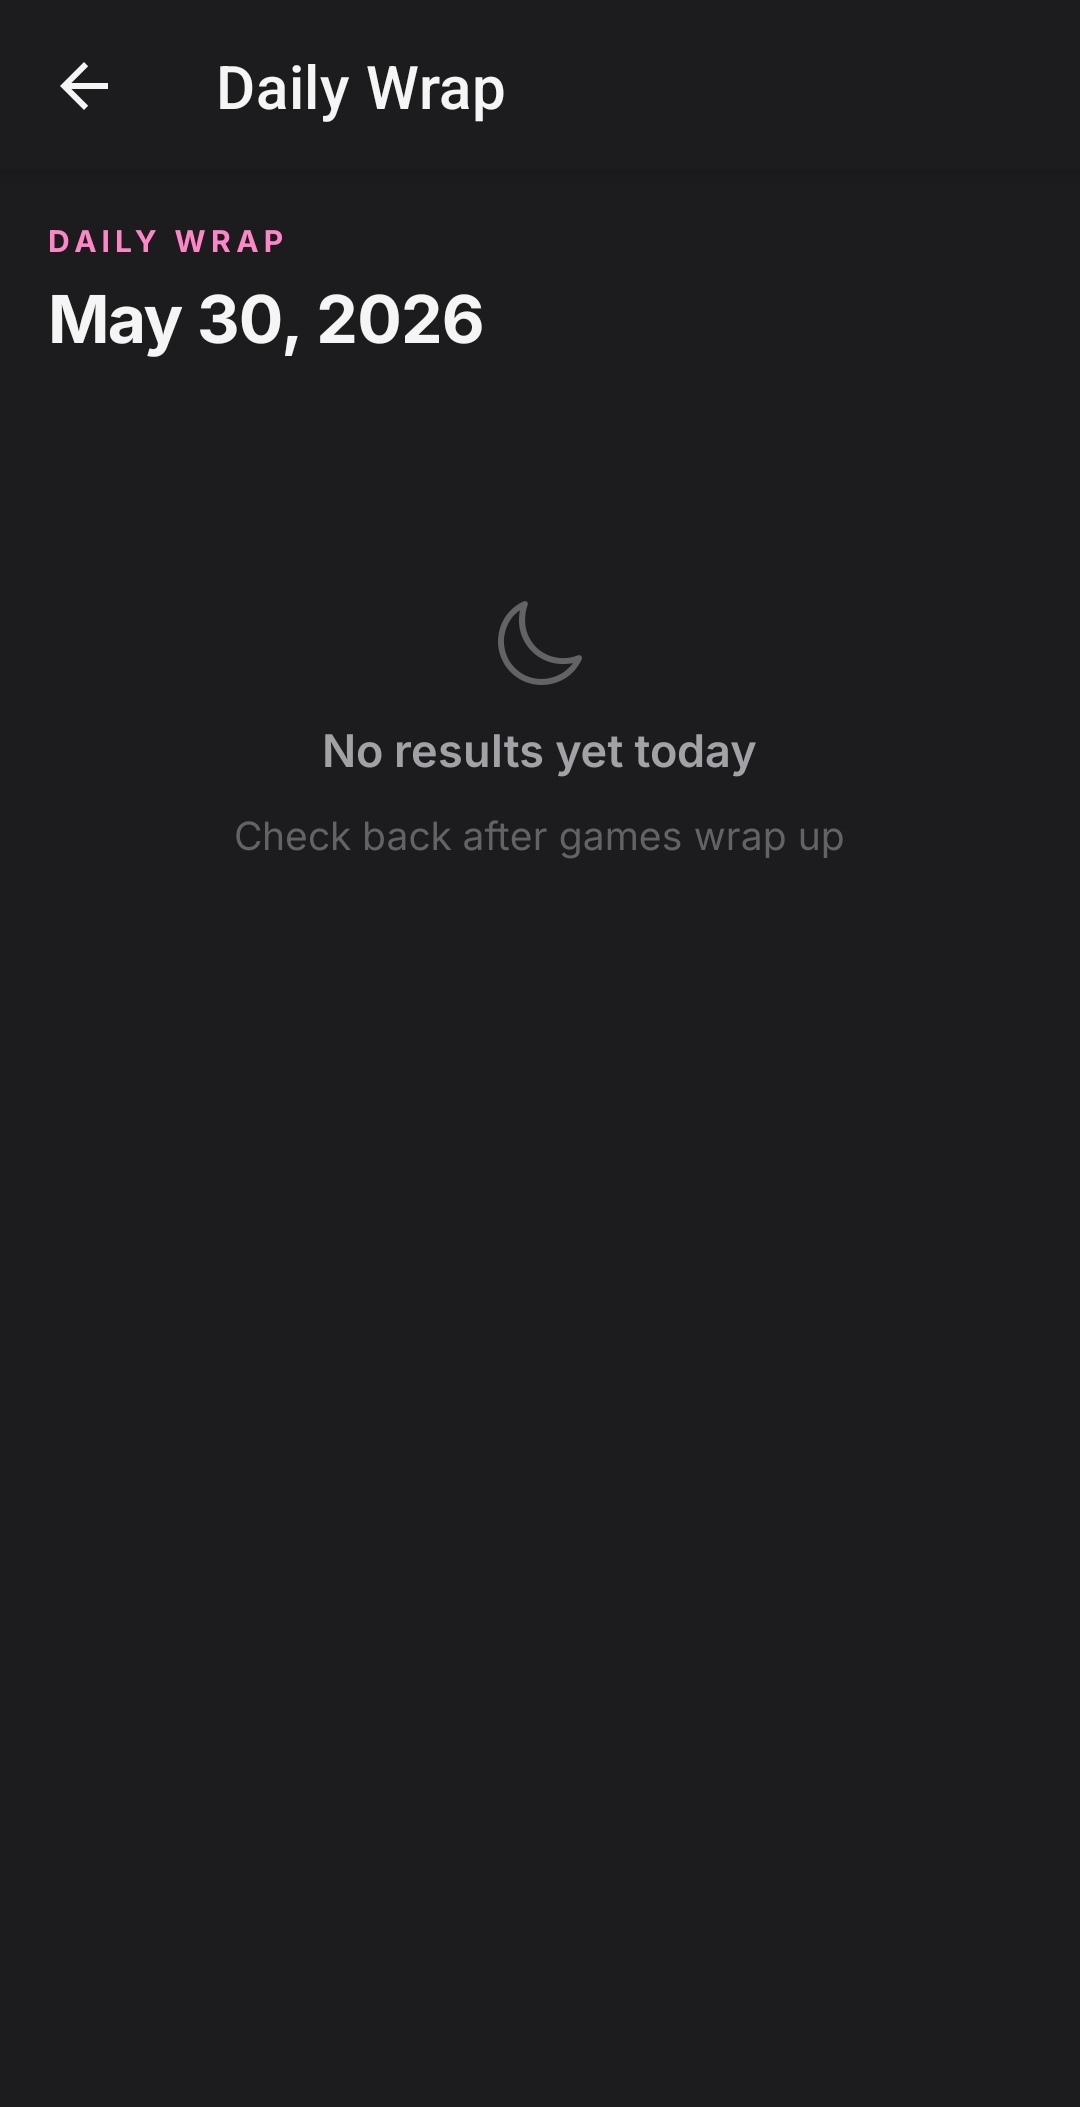 Daily Wrap
DAILY WRAP
May 30, 2026
No results yet today
Check back after games wrap up